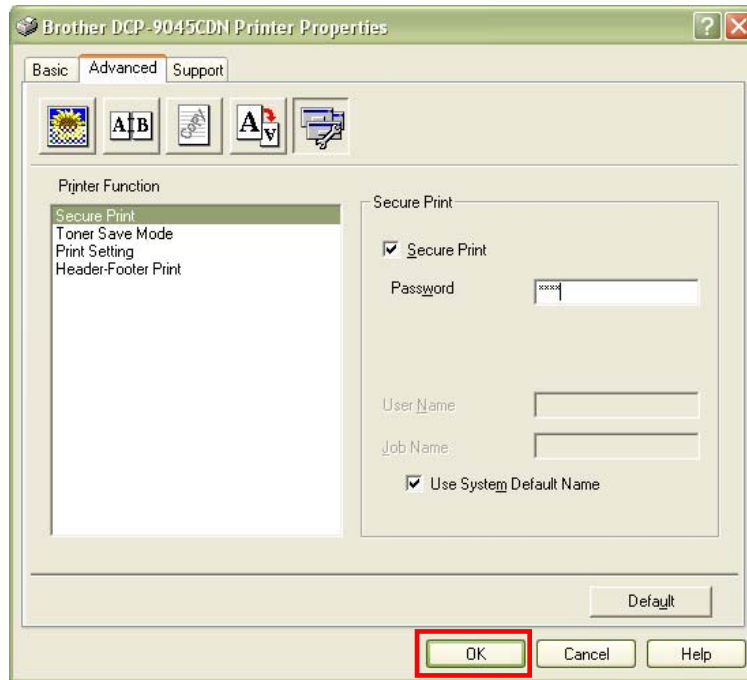 Brother DCP-9045CDN Printer Properties
Basic Advanced Support
A B COPY A A
Printer Function
Secure Print
Toner Save Mode
Print Setting
Header-Footer Print
Secure Print
Secure Print
Password ****
User Name
Job Name
Use System Default Name
Default
OK Cancel Help